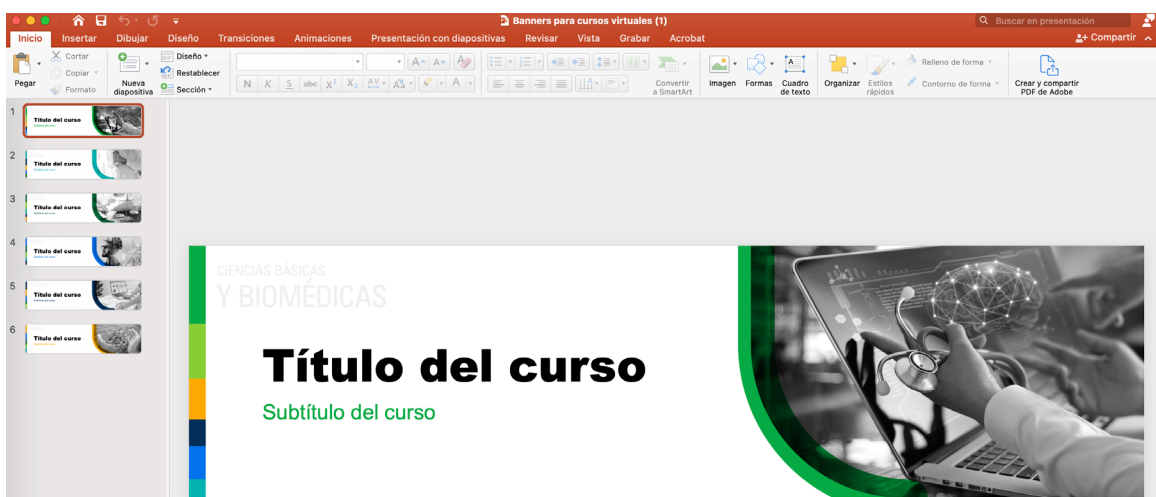 Banners para cursos virtuales (1)
Buscar en presentación
Inicio Insertar Dibujar Diseño Transiciones Animaciones Presentación con diapositivas Revisar Vista Grabar Acrobat
Compartir
Pegar
Cortar
Copiar
Formato
Nueva diapositiva
Diseño
Restablecer
Sección
N K S abc X² X₂ AV Aa A
Convertir a SmartArt
Imagen
Formas
Cuadro de texto
Organizar
Estilos rápidos
Relleno de forma
Contorno de forma
Crear y compartir PDF de Adobe
1
Título del curso
2
Título del curso
3
Título del curso
4
Título del curso
5
Título del curso
6
Título del curso
CIENCIAS BÁSICAS
Y BIOMÉDICAS
Título del curso
Subtítulo del curso